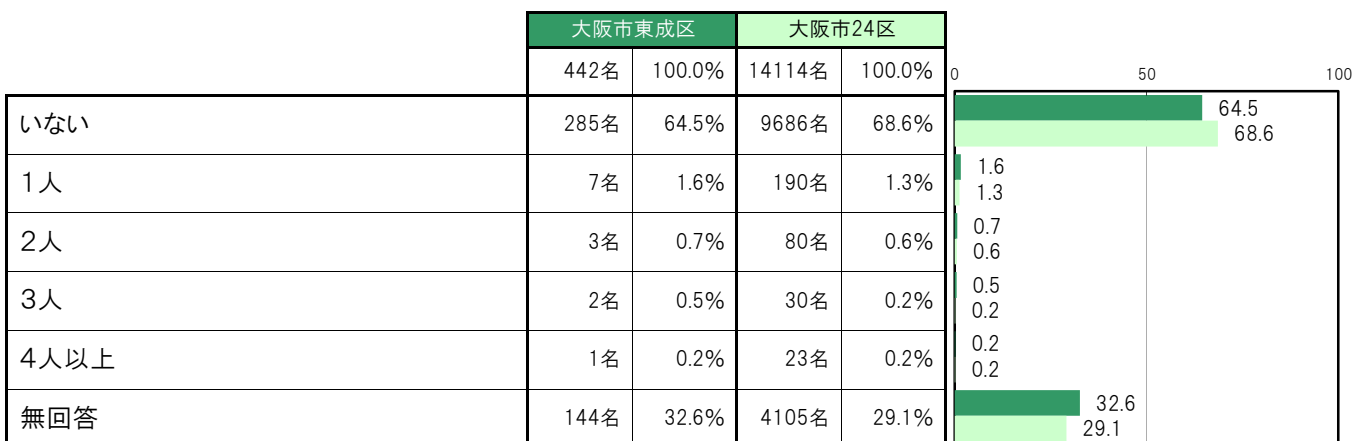 大阪市東成区 大阪市24区
442名 100.0% 14114名 100.0% 0 50 100
いない 285名 64.5% 9686名 68.6% 64.5
68.6
1人 7名 1.6% 190名 1.3% 1.6
1.3
2人 3名 0.7% 80名 0.6% 0.7
0.6
3人 2名 0.5% 30名 0.2% 0.5
0.2
4人以上 1名 0.2% 23名 0.2% 0.2
0.2
無回答 144名 32.6% 4105名 29.1% 32.6
29.1